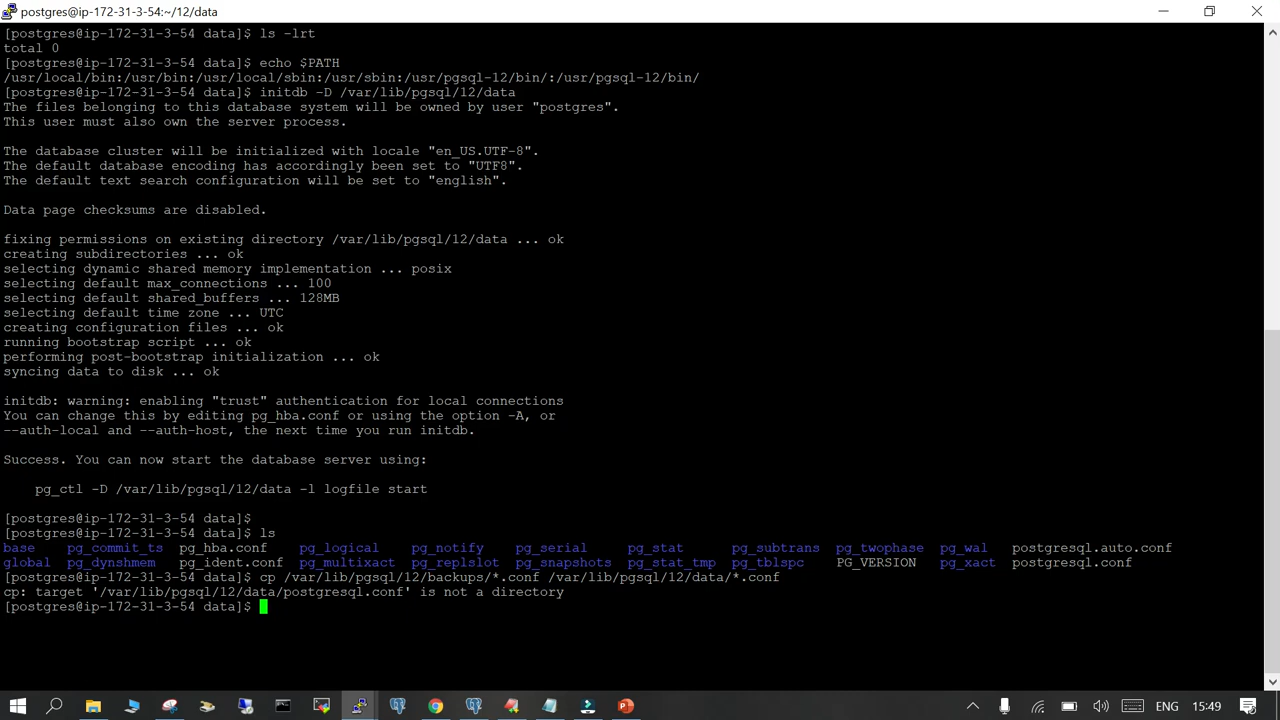 postgres@ip-172-31-3-54:~/12/data
[postgres@ip-172-31-3-54 data]$ ls -lrt
total 0
[postgres@ip-172-31-3-54 data]$ echo $PATH
/usr/local/bin:/usr/bin:/usr/local/sbin:/usr/sbin:/usr/pgsql-12/bin/:/usr/pgsql-12/bin/
[postgres@ip-172-31-3-54 data]$ initdb -D /var/lib/pgsql/12/data
The files belonging to this database system will be owned by user "postgres".
This user must also own the server process.
The database cluster will be initialized with locale "en_US.UTF-8".
The default database encoding has accordingly been set to "UTF8".
The default text search configuration will be set to "english".
Data page checksums are disabled.
fixing permissions on existing directory /var/lib/pgsql/12/data ... ok
creating subdirectories ... ok
selecting dynamic shared memory implementation ... posix
selecting default max_connections ... 100
selecting default shared_buffers ... 128MB
selecting default time zone ... UTC
creating configuration files ... ok
running bootstrap script ... ok
performing post-bootstrap initialization ... ok
syncing data to disk ... ok
initdb: warning: enabling "trust" authentication for local connections
You can change this by editing pg_hba.conf or using the option -A, or
--auth-local and --auth-host, the next time you run initdb.
Success. You can now start the database server using:
pg_ctl -D /var/lib/pgsql/12/data -l logfile start
[postgres@ip-172-31-3-54 data]$
[postgres@ip-172-31-3-54 data]$ ls
base pg_commit_ts pg_hba.conf pg_logical pg_notify pg_serial pg_stat pg_subtrans pg_twophase pg_wal postgresql.auto.conf
global pg_dynshmem pg_ident.conf pg_multixact pg_replslot pg_snapshots pg_stat_tmp pg_tblspc PG_VERSION pg_xact postgresql.conf
[postgres@ip-172-31-3-54 data]$ cp /var/lib/pgsql/12/backups/*.conf /var/lib/pgsql/12/data/*.conf
cp: target '/var/lib/pgsql/12/data/postgresql.conf' is not a directory
[postgres@ip-172-31-3-54 data]$
ENG 15:49